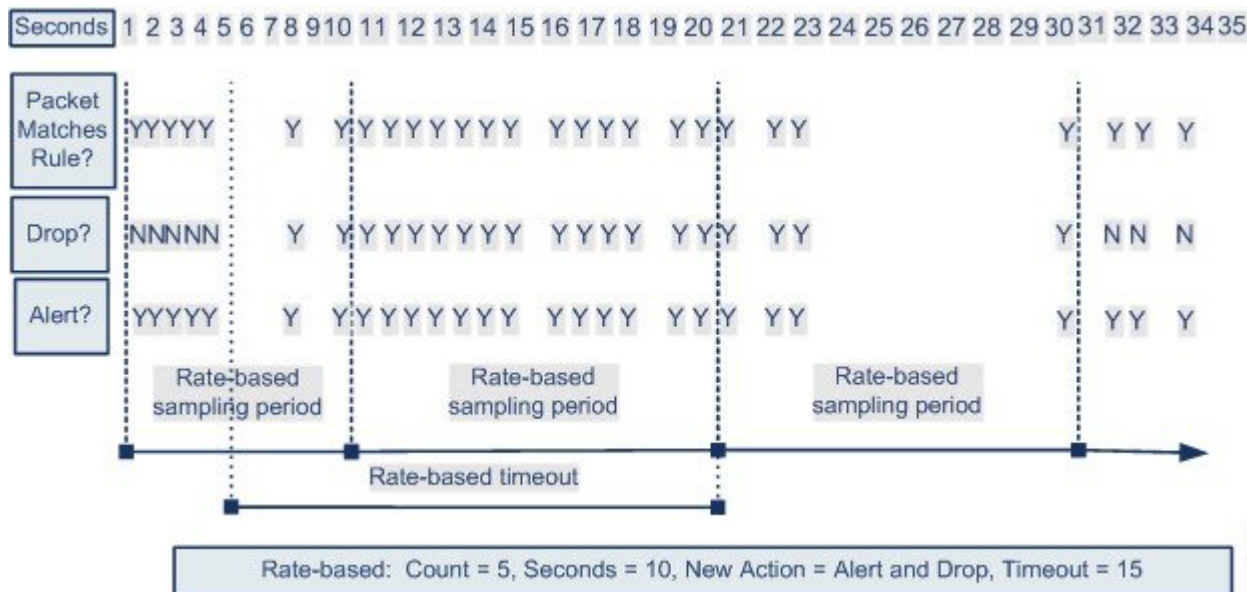 Seconds 1 2 3 4 5 6 7 8 9 10 11 12 13 14 15 16 17 18 19 20 21 22 23 24 25 26 27 28 29 30 31 32 33 34 35
Packet
Matches
Rule?
YYYYY Y Y Y Y Y Y Y Y Y Y Y Y Y Y Y Y Y Y Y Y Y Y
Drop?
NNNNN Y Y Y Y Y Y Y Y Y Y Y Y Y Y Y Y Y Y Y N N N
Alert?
YYYYY Y Y Y Y Y Y Y Y Y Y Y Y Y Y Y Y Y Y Y Y Y Y
Rate-based
sampling period
Rate-based
sampling period
Rate-based
sampling period
Rate-based timeout
Rate-based: Count = 5, Seconds = 10, New Action = Alert and Drop, Timeout = 15